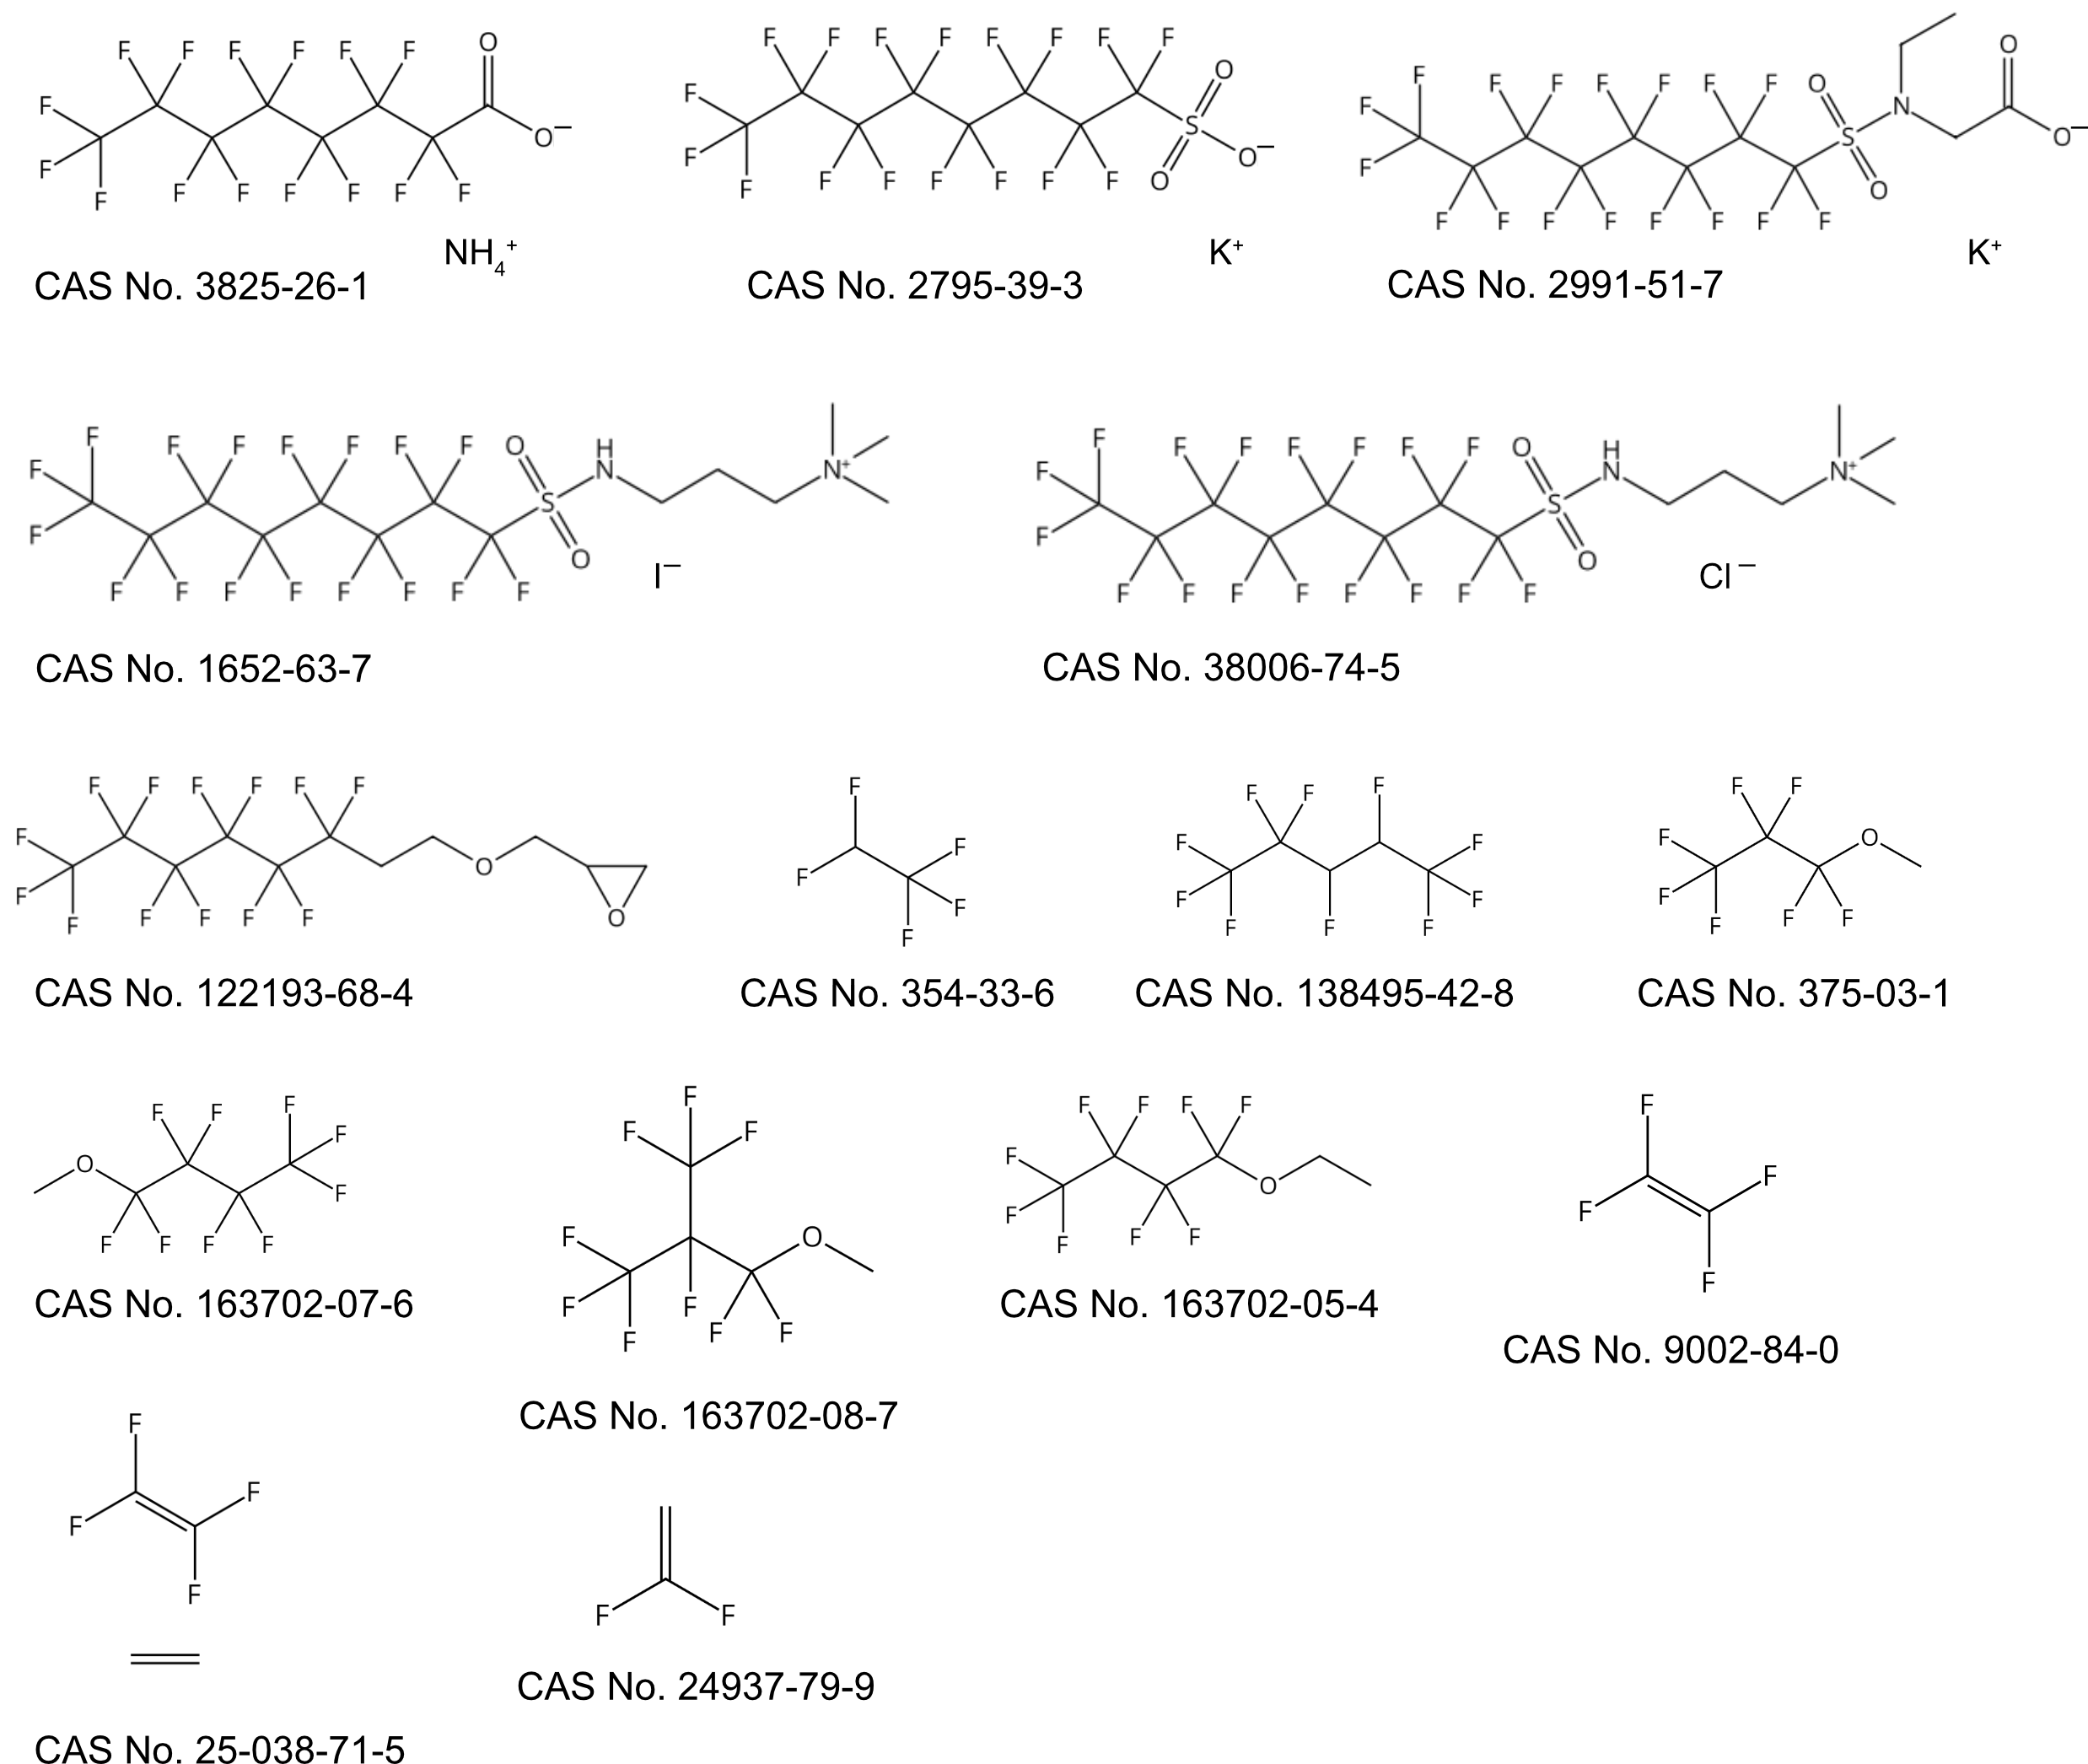 F F F F F F O
F
O−
F
F F F F F F
F
NH4+
CAS No. 3825-26-1
F F F F F F F F
O
F
S
F O−
F F F F F F O
F
K+
CAS No. 2795-39-3
O
F
F F F F F F O
F N
S O−
F
O
F F F F F F F F
K+
CAS No. 2991-51-7
F
F F F F F F O H
F N N+
S
F
O
I−
F F F F F F F F
CAS No. 1652-63-7
F
F F F F F F O H
F N N+
S
F
O
Cl−
F F F F F F F F
CAS No. 38006-74-5
F F F F F F
F
O
F
F F F F O
F
CAS No. 122193-68-4
F
F
F
F
F
CAS No. 354-33-6
F F F
F F
F F
F F F
CAS No. 138495-42-8
F F
F O
F
F F F
CAS No. 375-03-1
F F F
F
O
F
F F F F
CAS No. 163702-07-6
F
F F
F O
F F
F F F
CAS No. 163702-08-7
F F F F
F
O
F
F F F
CAS No. 163702-05-4
F
F
F
F
CAS No. 9002-84-0
F
F
F
F
CAS No. 25-038-71-5
F F
CAS No. 24937-79-9